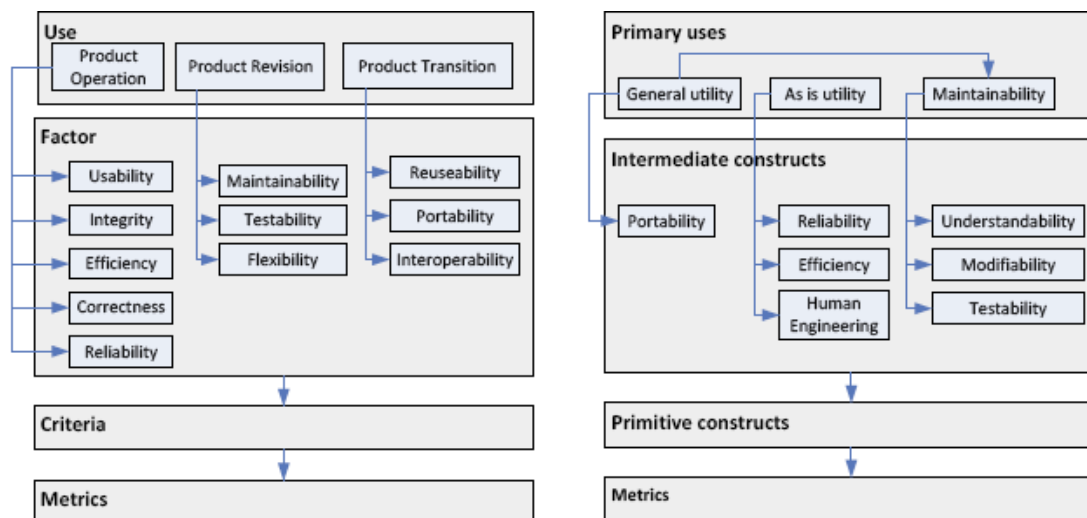 Use
Product
Operation
Product Revision
Product Transition
Factor
Usability
Integrity
Efficiency
Correctness
Reliability
Maintainability
Testability
Flexibility
Reuseability
Portability
Interoperability
Criteria
Metrics
Primary uses
General utility
As is utility
Maintainability
Intermediate constructs
Portability
Reliability
Efficiency
Human
Engineering
Understandability
Modifiability
Testability
Primitive constructs
Metrics